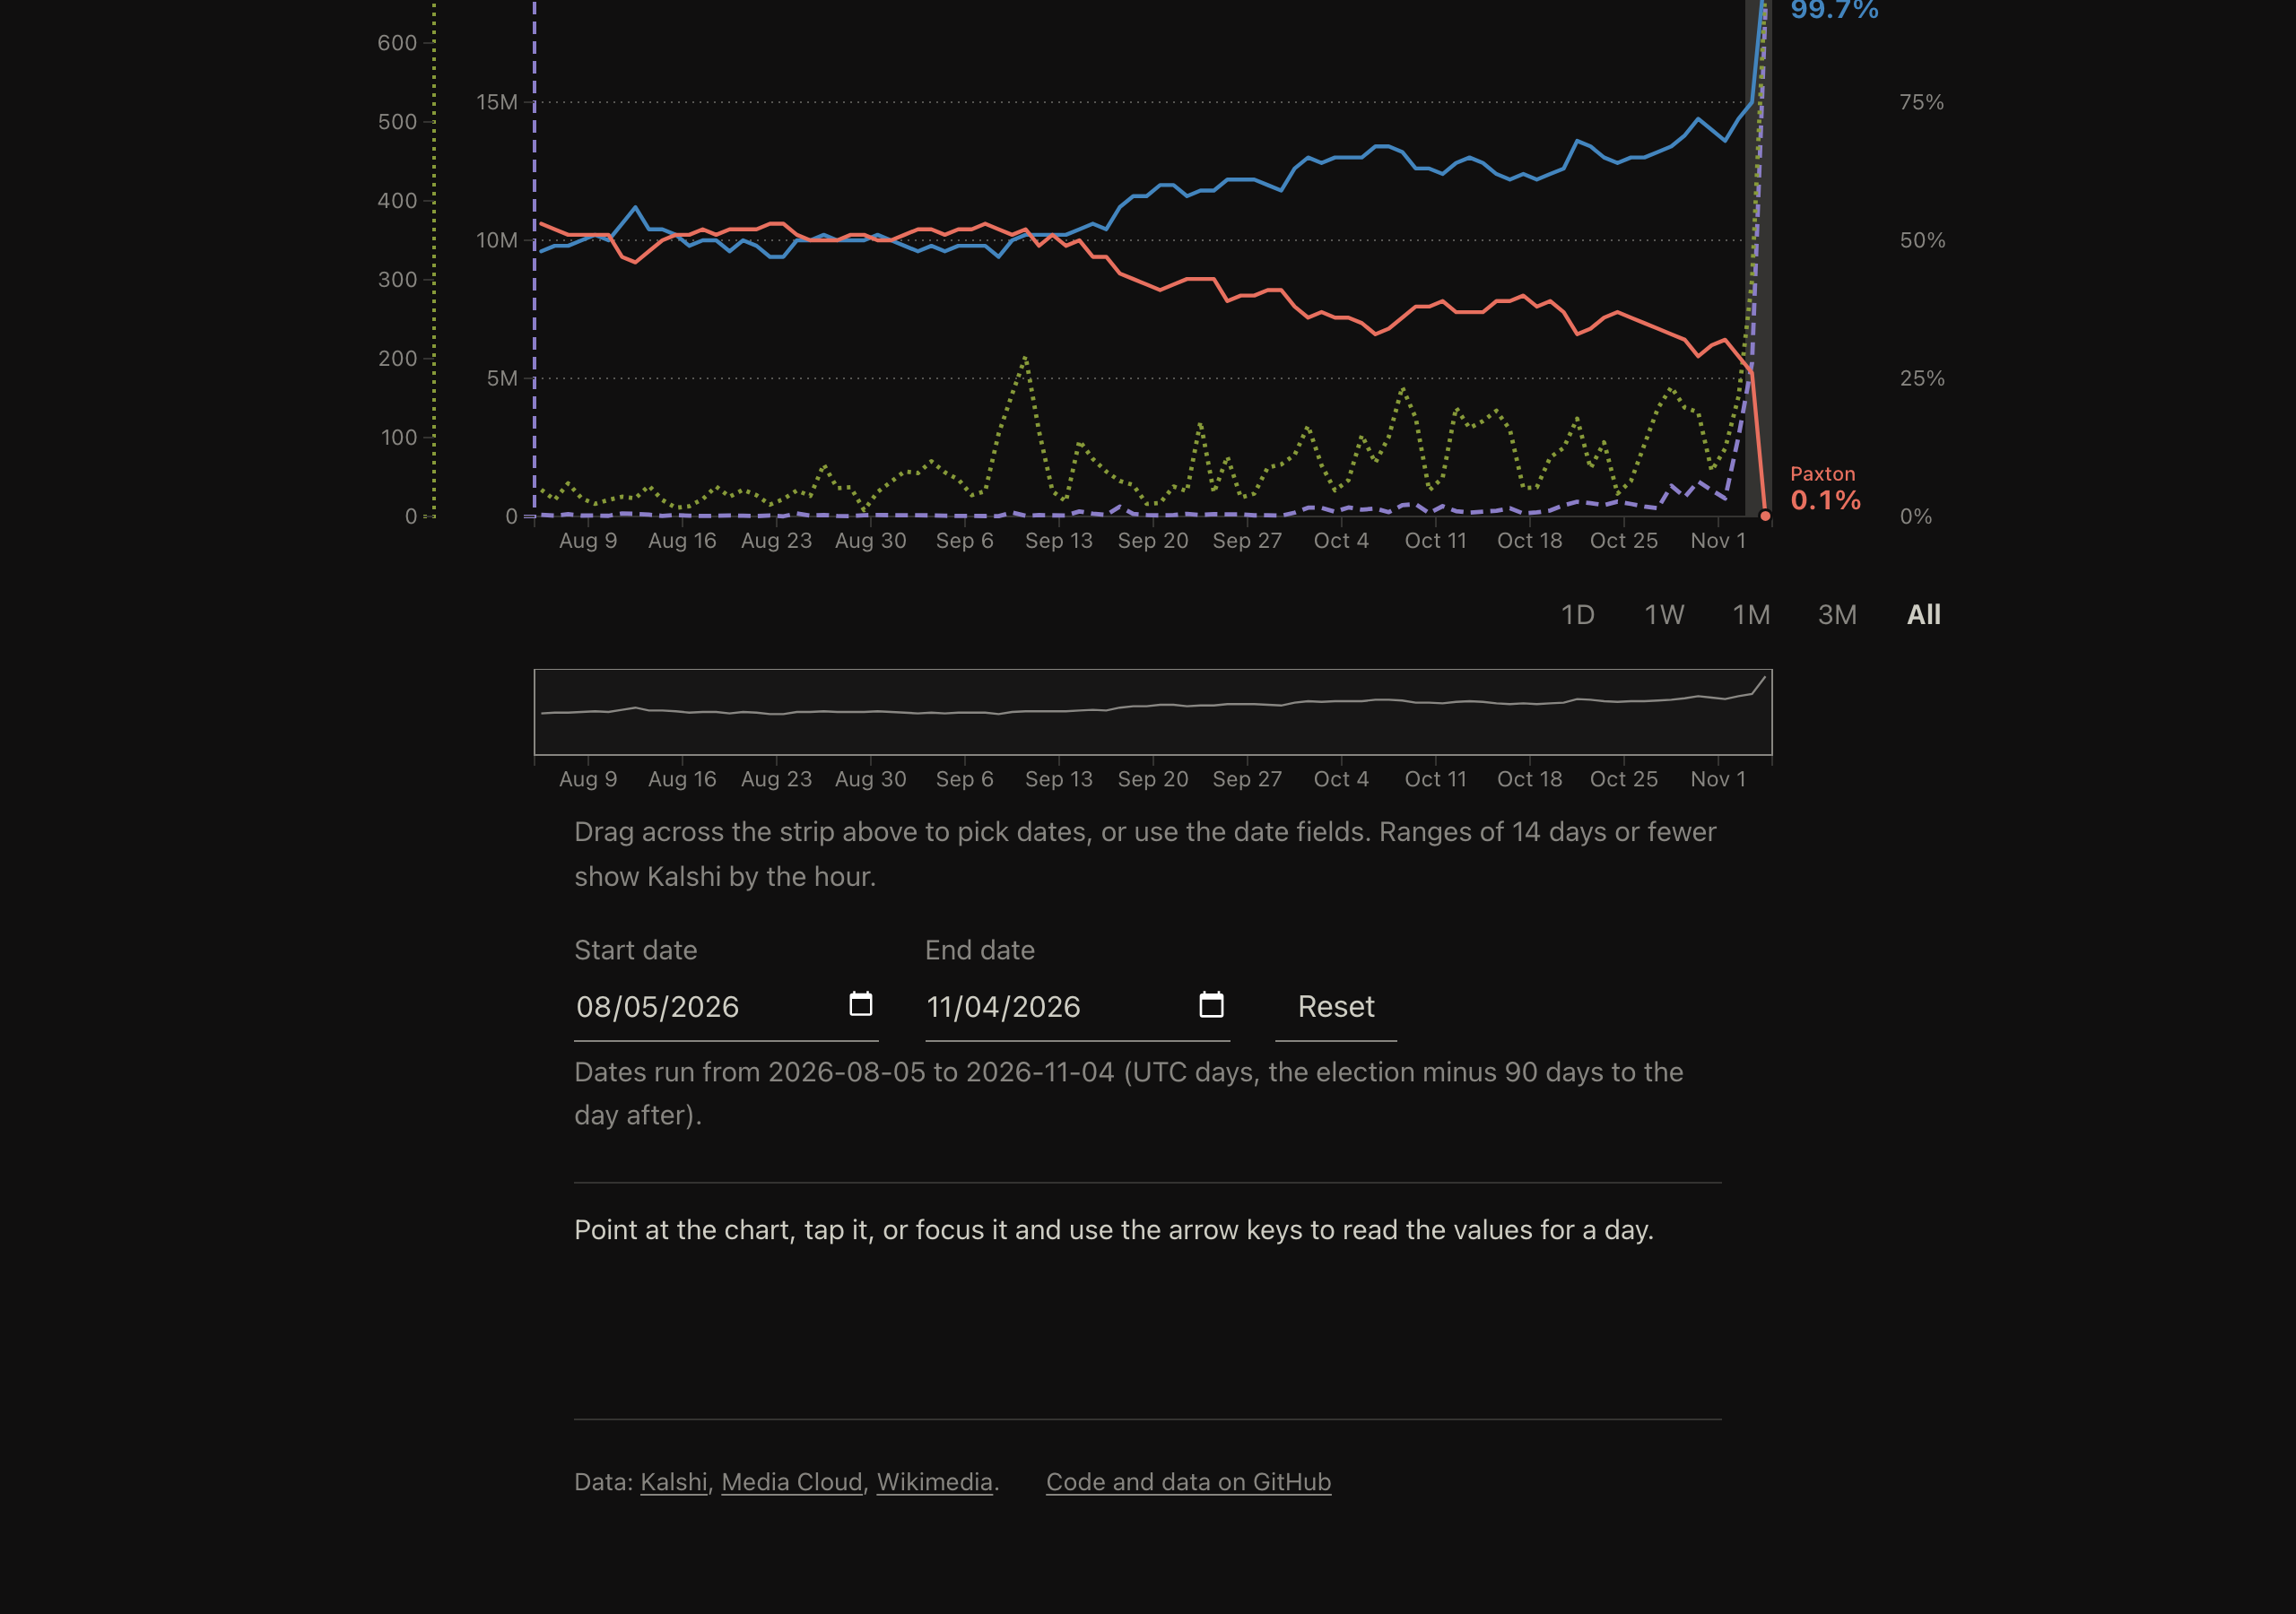 99.7%
600
15M
75%
500
400
10M
50%
300
200
5M
25%
100
Paxton
0.1%
0
0
0%
Aug 9 Aug 16 Aug 23 Aug 30 Sep 6 Sep 13 Sep 20 Sep 27 Oct 4 Oct 11 Oct 18 Oct 25 Nov 1
1D 1W 1M 3M All
Aug 9 Aug 16 Aug 23 Aug 30 Sep 6 Sep 13 Sep 20 Sep 27 Oct 4 Oct 11 Oct 18 Oct 25 Nov 1
Drag across the strip above to pick dates, or use the date fields. Ranges of 14 days or fewer
show Kalshi by the hour.
Start date End date
08/05/2026 11/04/2026 Reset
Dates run from 2026-08-05 to 2026-11-04 (UTC days, the election minus 90 days to the
day after).
Point at the chart, tap it, or focus it and use the arrow keys to read the values for a day.
Data: Kalshi, Media Cloud, Wikimedia. Code and data on GitHub